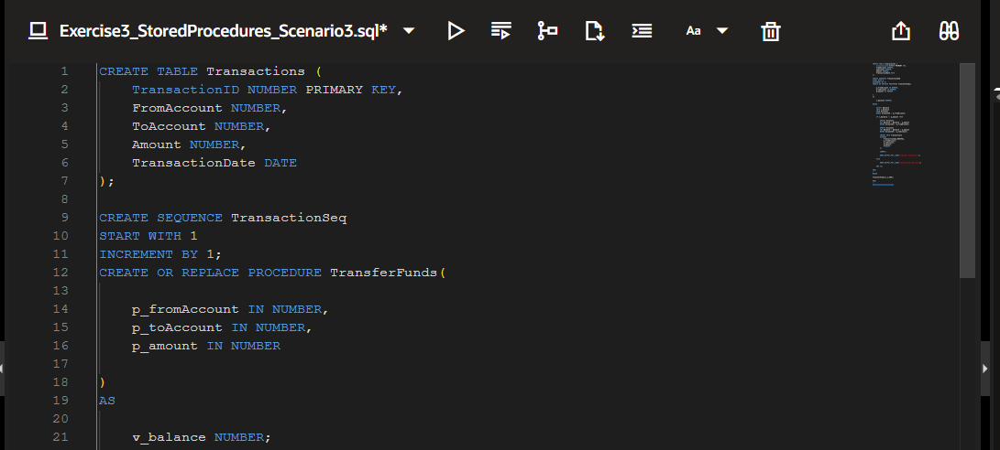 Exercise3_StoredProcedures_Scenario3.sql*
Aa
1 CREATE TABLE Transactions (
2 TransactionID NUMBER PRIMARY KEY,
3 FromAccount NUMBER,
4 ToAccount NUMBER,
5 Amount NUMBER,
6 TransactionDate DATE
7 );
8
9 CREATE SEQUENCE TransactionSeq
10 START WITH 1
11 INCREMENT BY 1;
12 CREATE OR REPLACE PROCEDURE TransferFunds(
13
14 p_fromAccount IN NUMBER,
15 p_toAccount IN NUMBER,
16 p_amount IN NUMBER
17
18 )
19 AS
20
21 v_balance NUMBER;